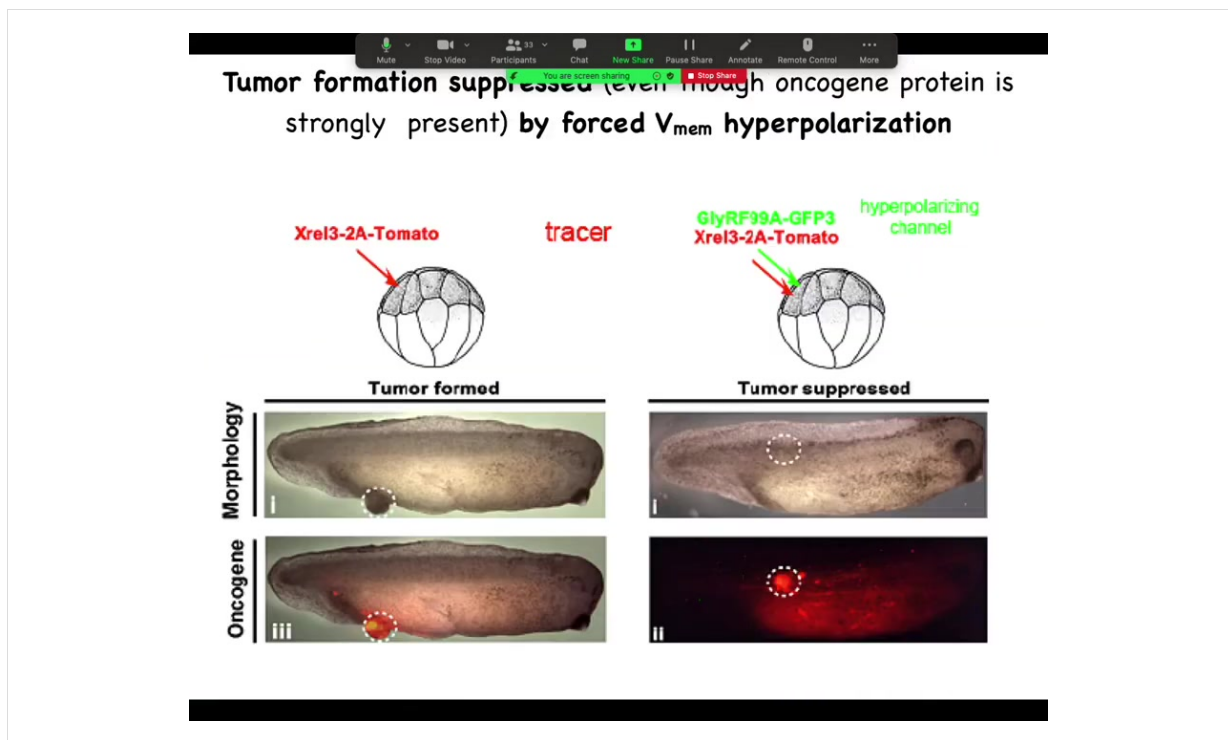 Mute
Stop Video
33
Participants
Chat
New Share
Pause Share
Annotate
Remote Control
More
You are screen sharing
Stop Share
Tumor formation suppressed (even though oncogene protein is
strongly present) by forced Vmem hyperpolarization
Xrel3-2A-Tomato
tracer
GlyRF99A-GFP3
Xrel3-2A-Tomato
hyperpolarizing
channel
Tumor formed
Tumor suppressed
Morphology
i
i
Oncogene
iii
ii